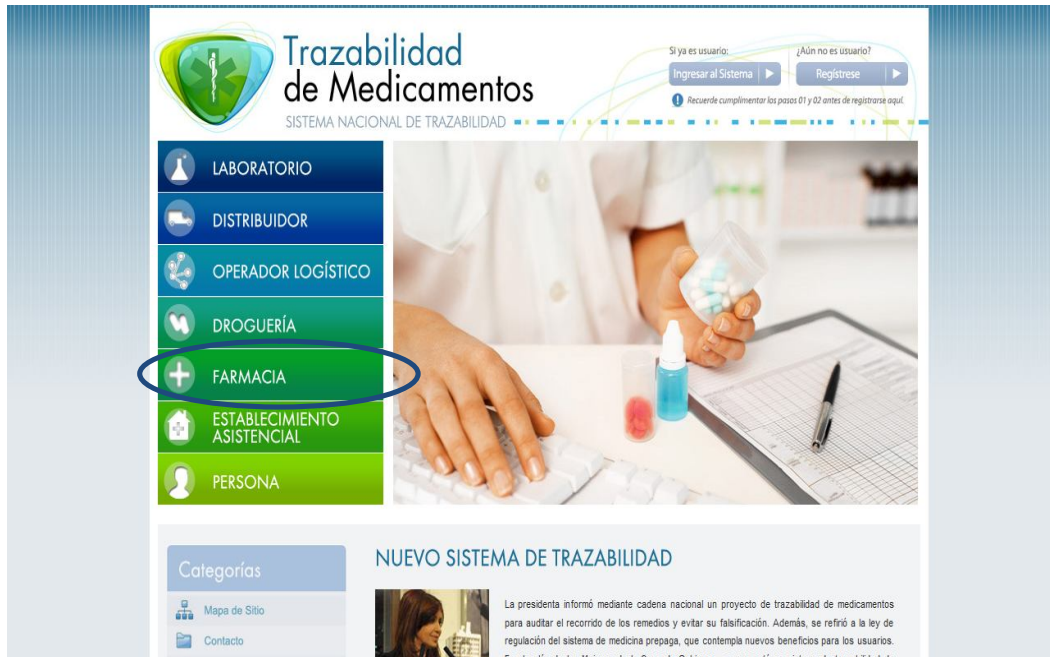 Trazabilidad
de Medicamentos
SISTEMA NACIONAL DE TRAZABILIDAD
Si ya es usuario:
Ingresar al Sistema
¿Aún no es usuario?
Regístrese
Recuerde cumplimentar los pasos 01 y 02 antes de registrarse aquí.
LABORATORIO
DISTRIBUIDOR
OPERADOR LOGÍSTICO
DROGUERÍA
FARMACIA
ESTABLECIMIENTO
ASISTENCIAL
PERSONA
Categorías
Mapa de Sitio
Contacto
NUEVO SISTEMA DE TRAZABILIDAD
La presidenta informó mediante cadena nacional un proyecto de trazabilidad de medicamentos
para auditar el recorrido de los remedios y evitar su falsificación. Además, se refirió a la ley de
regulación del sistema de medicina prepaga, que contempla nuevos beneficios para los usuarios.